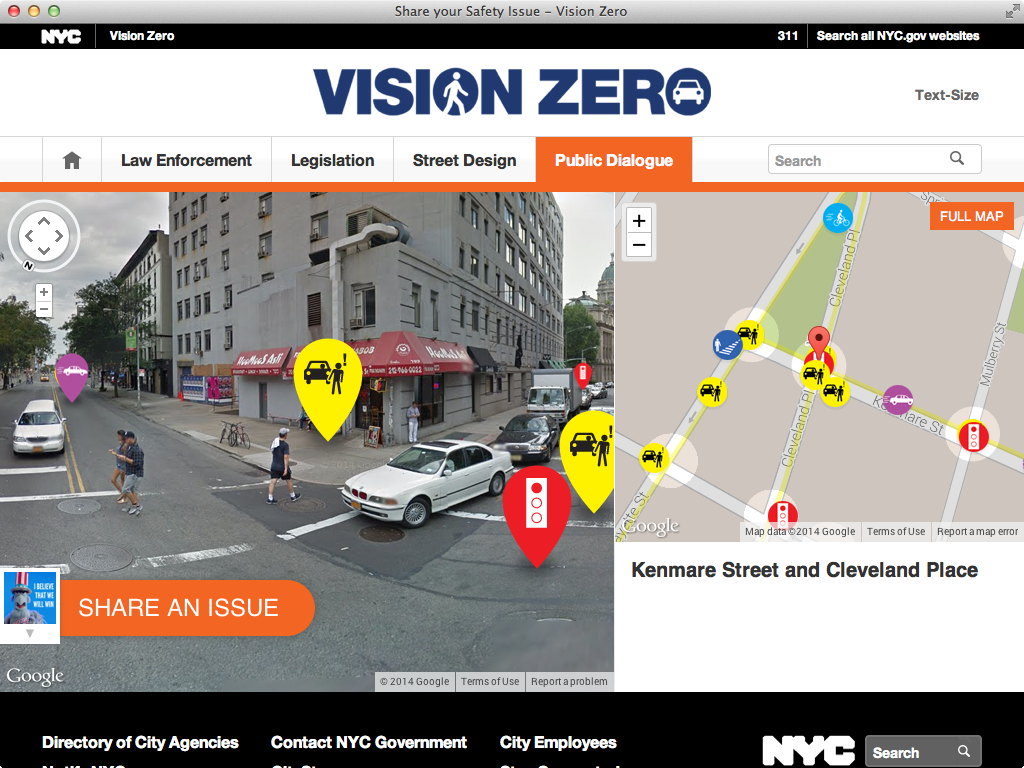 Share your Safety Issue – Vision Zero
NYC Vision Zero 311 Search all NYC.gov websites
VISION ZERO
Text-Size
Law Enforcement Legislation Street Design Public Dialogue Search
FULL MAP
N
+
−
+
−
Cleveland Pl
Mulberry St
Kenmare St
Cleveland Pl
I BELIEVE
THAT WE
WILL WIN
SHARE AN ISSUE
Google
© 2014 Google Terms of Use Report a problem
Google
Map data ©2014 Google Terms of Use Report a map error
Kenmare Street and Cleveland Place
Directory of City Agencies Contact NYC Government City Employees
NYC Search